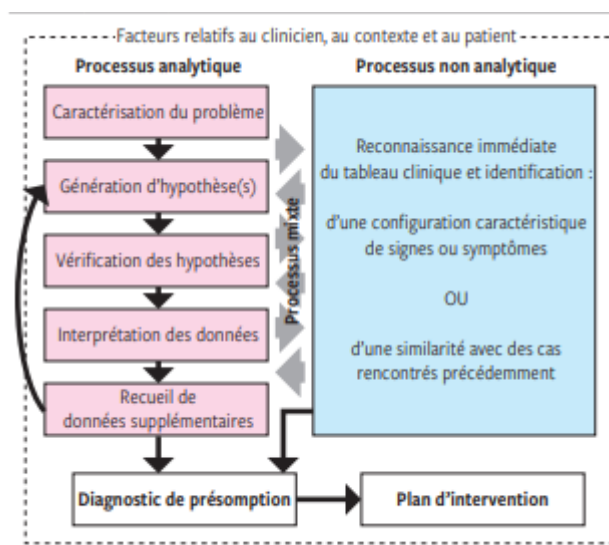 Facteurs relatifs au clinicien, au contexte et au patient
Processus analytique
Processus non analytique
Caractérisation du problème
Génération d'hypothèse(s)
Vérification des hypothèses
Interprétation des données
Recueil de
données supplémentaires
Processus mixte
Reconnaissance immédiate
du tableau clinique et identification :
d'une configuration caractéristique
de signes ou symptômes
OU
d'une similarité avec des cas
rencontrés précédemment
Diagnostic de présomption
Plan d'intervention